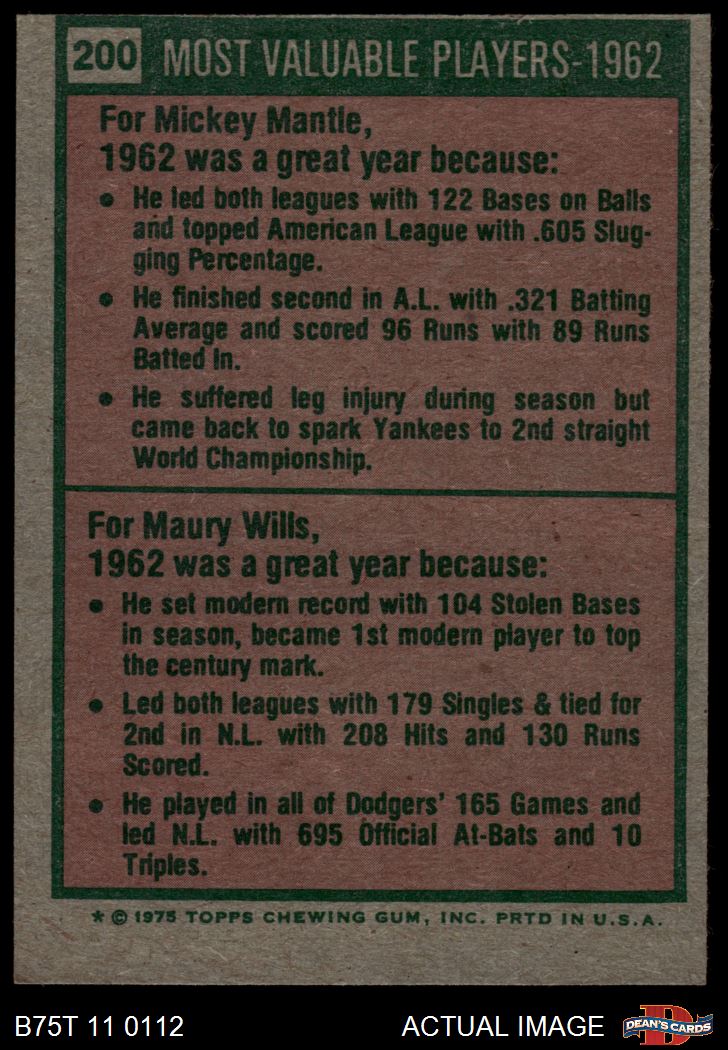 200 MOST VALUABLE PLAYERS-1962
For Mickey Mantle,
1962 was a great year because:
• He led both leagues with 122 Bases on Balls
and topped American League with .605 Slug-
ging Percentage.
• He finished second in A.L. with .321 Batting
Average and scored 96 Runs with 89 Runs
Batted In.
• He suffered leg injury during season but
came back to spark Yankees to 2nd straight
World Championship.
For Maury Wills,
1962 was a great year because:
• He set modern record with 104 Stolen Bases
in season, became 1st modern player to top
the century mark.
• Led both leagues with 179 Singles & tied for
2nd in N.L. with 208 Hits and 130 Runs
Scored.
• He played in all of Dodgers' 165 Games and
led N.L. with 695 Official At-Bats and 10
Triples.
* © 1975 TOPPS CHEWING GUM, INC. PRTD IN U.S.A.
B75T 11 0112 ACTUAL IMAGE DEAN'S CARDS